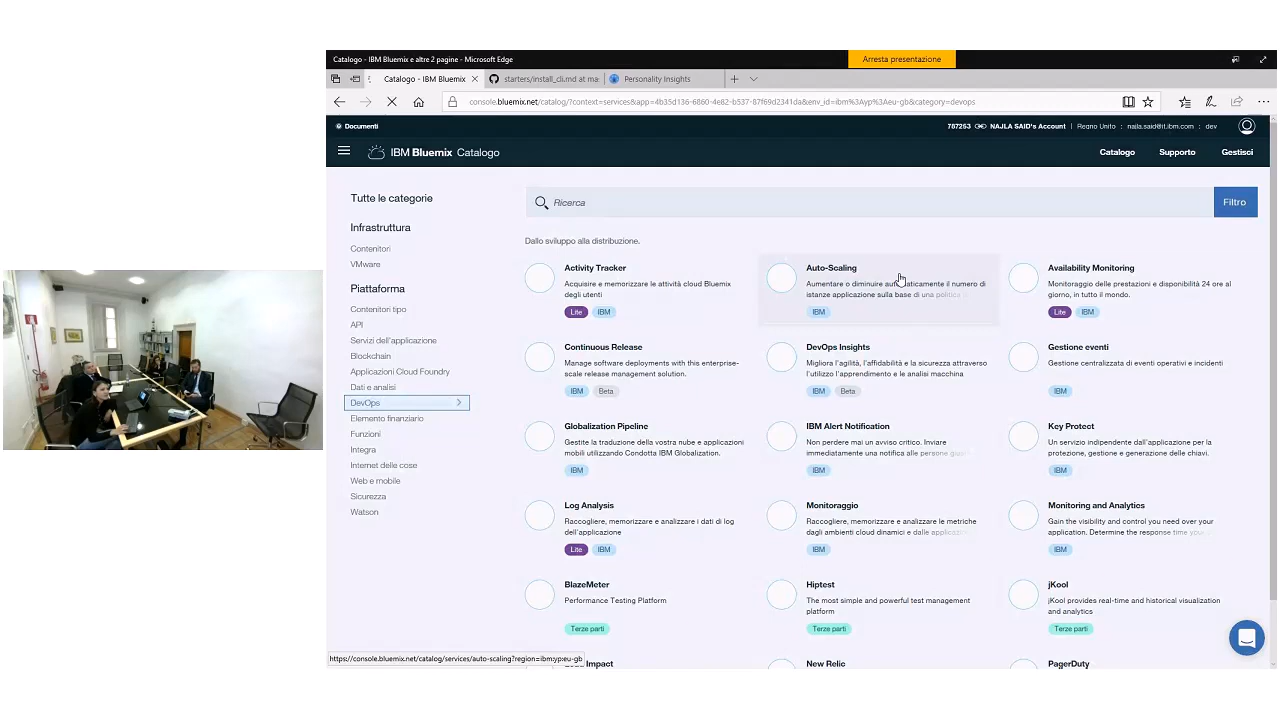 Catalogo - IBM Bluemix e altre 2 pagine - Microsoft Edge
Arresta presentazione
Catalogo - IBM Bluemix
starters/install_cli.md at ma
Personality Insights
console.bluemix.net/catalog/?context=services&app=4b35d136-6860-4e82-b537-87f69d2341da&env_id=ibm%3Ayp%3Aeu-gb&category=devops
Documenti
787253 NAJLA SAID's Account | Regno Unito : najla.said@it.ibm.com : dev
IBM Bluemix Catalogo
Catalogo
Supporto
Gestisci
Tutte le categorie
Infrastruttura
Contenitori
VMware
Piattaforma
Contenitori tipo
API
Servizi dell'applicazione
Blockchain
Applicazioni Cloud Foundry
Dati e analisi
DevOps
Elemento finanziario
Funzioni
Integra
Internet delle cose
Web e mobile
Sicurezza
Watson
Ricerca
Filtro
Dallo sviluppo alla distribuzione.
Activity Tracker
Acquisire e memorizzare le attività cloud Bluemix
degli utenti
Lite IBM
Auto-Scaling
Aumentare o diminuire automaticamente il numero di
istanze applicazione sulla base di una politica
IBM
Availability Monitoring
Monitoraggio delle prestazioni e disponibilità 24 ore al
giorno, in tutto il mondo.
Lite IBM
Continuous Release
Manage software deployments with this enterprise-
scale release management solution.
IBM Beta
DevOps Insights
Migliora l'agilità, l'affidabilità e la sicurezza attraverso
l'utilizzo l'apprendimento e le analisi macchina
IBM Beta
Gestione eventi
Gestione centralizzata di eventi operativi e incidenti
IBM
Globalization Pipeline
Gestite la traduzione della vostra nube e applicazioni
mobili utilizzando Condotta IBM Globalization.
IBM
IBM Alert Notification
Non perdere mai un avviso critico. Inviare
immediatamente una notifica alle persone
IBM
Key Protect
Un servizio indipendente dall'applicazione per la
protezione, gestione e generazione delle chiavi.
IBM
Log Analysis
Raccogliere, memorizzare e analizzare i dati di log
dell'applicazione
Lite IBM
Monitoraggio
Raccogliere, memorizzare e analizzare le metriche
dagli ambienti cloud dinamici e dalle
IBM
Monitoring and Analytics
Gain the visibility and control you need over your
application. Determine the response time your
IBM
BlazeMeter
Performance Testing Platform
Terze parti
Hiptest
The most simple and powerful test management
platform
Terze parti
jKool
jKool provides real-time and historical visualization
and analytics
Terze parti
https://console.bluemix.net/catalog/services/auto-scaling?region=ibm:yp:eu-gb
Impact
New Relic
PagerDuty